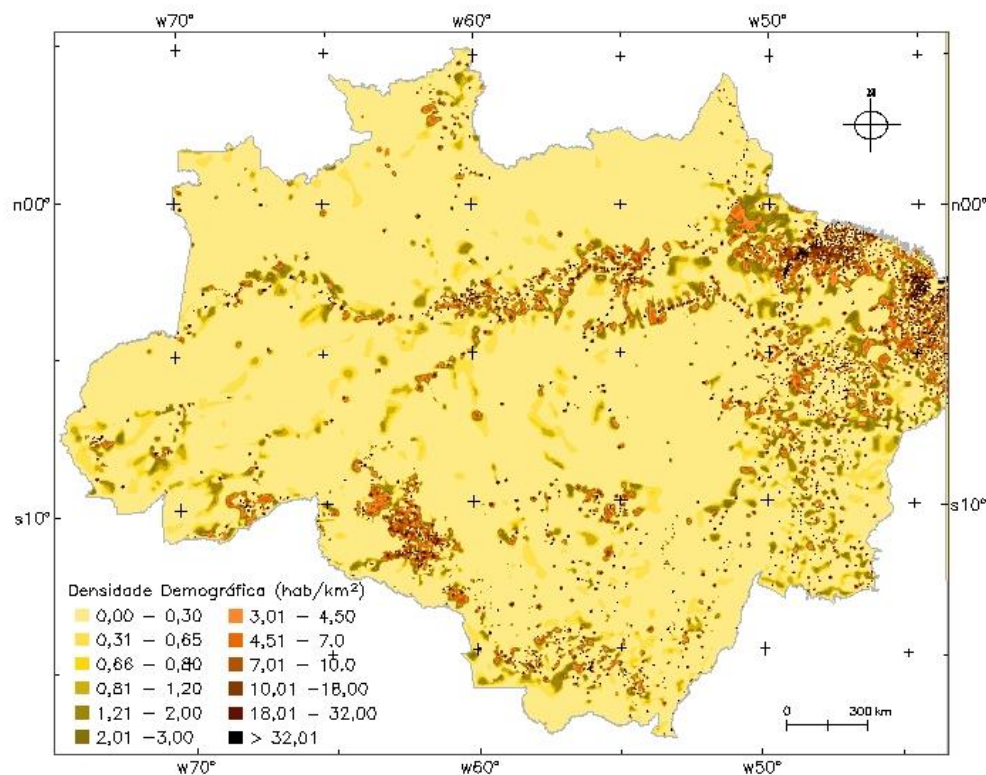 w70° w60° w50°
n00° n00°
s10° s10°
Densidade Demográfica (hab/km²)
0,00 – 0,30 3,01 – 4,50
0,31 – 0,65 4,51 – 7,0
0,66 – 0,80 7,01 – 10,0
0,81 – 1,20 10,01 –18,00
1,21 – 2,00 18,01 – 32,00
2,01 –3,00 > 32,01
0 300 km
w70° w60° w50°